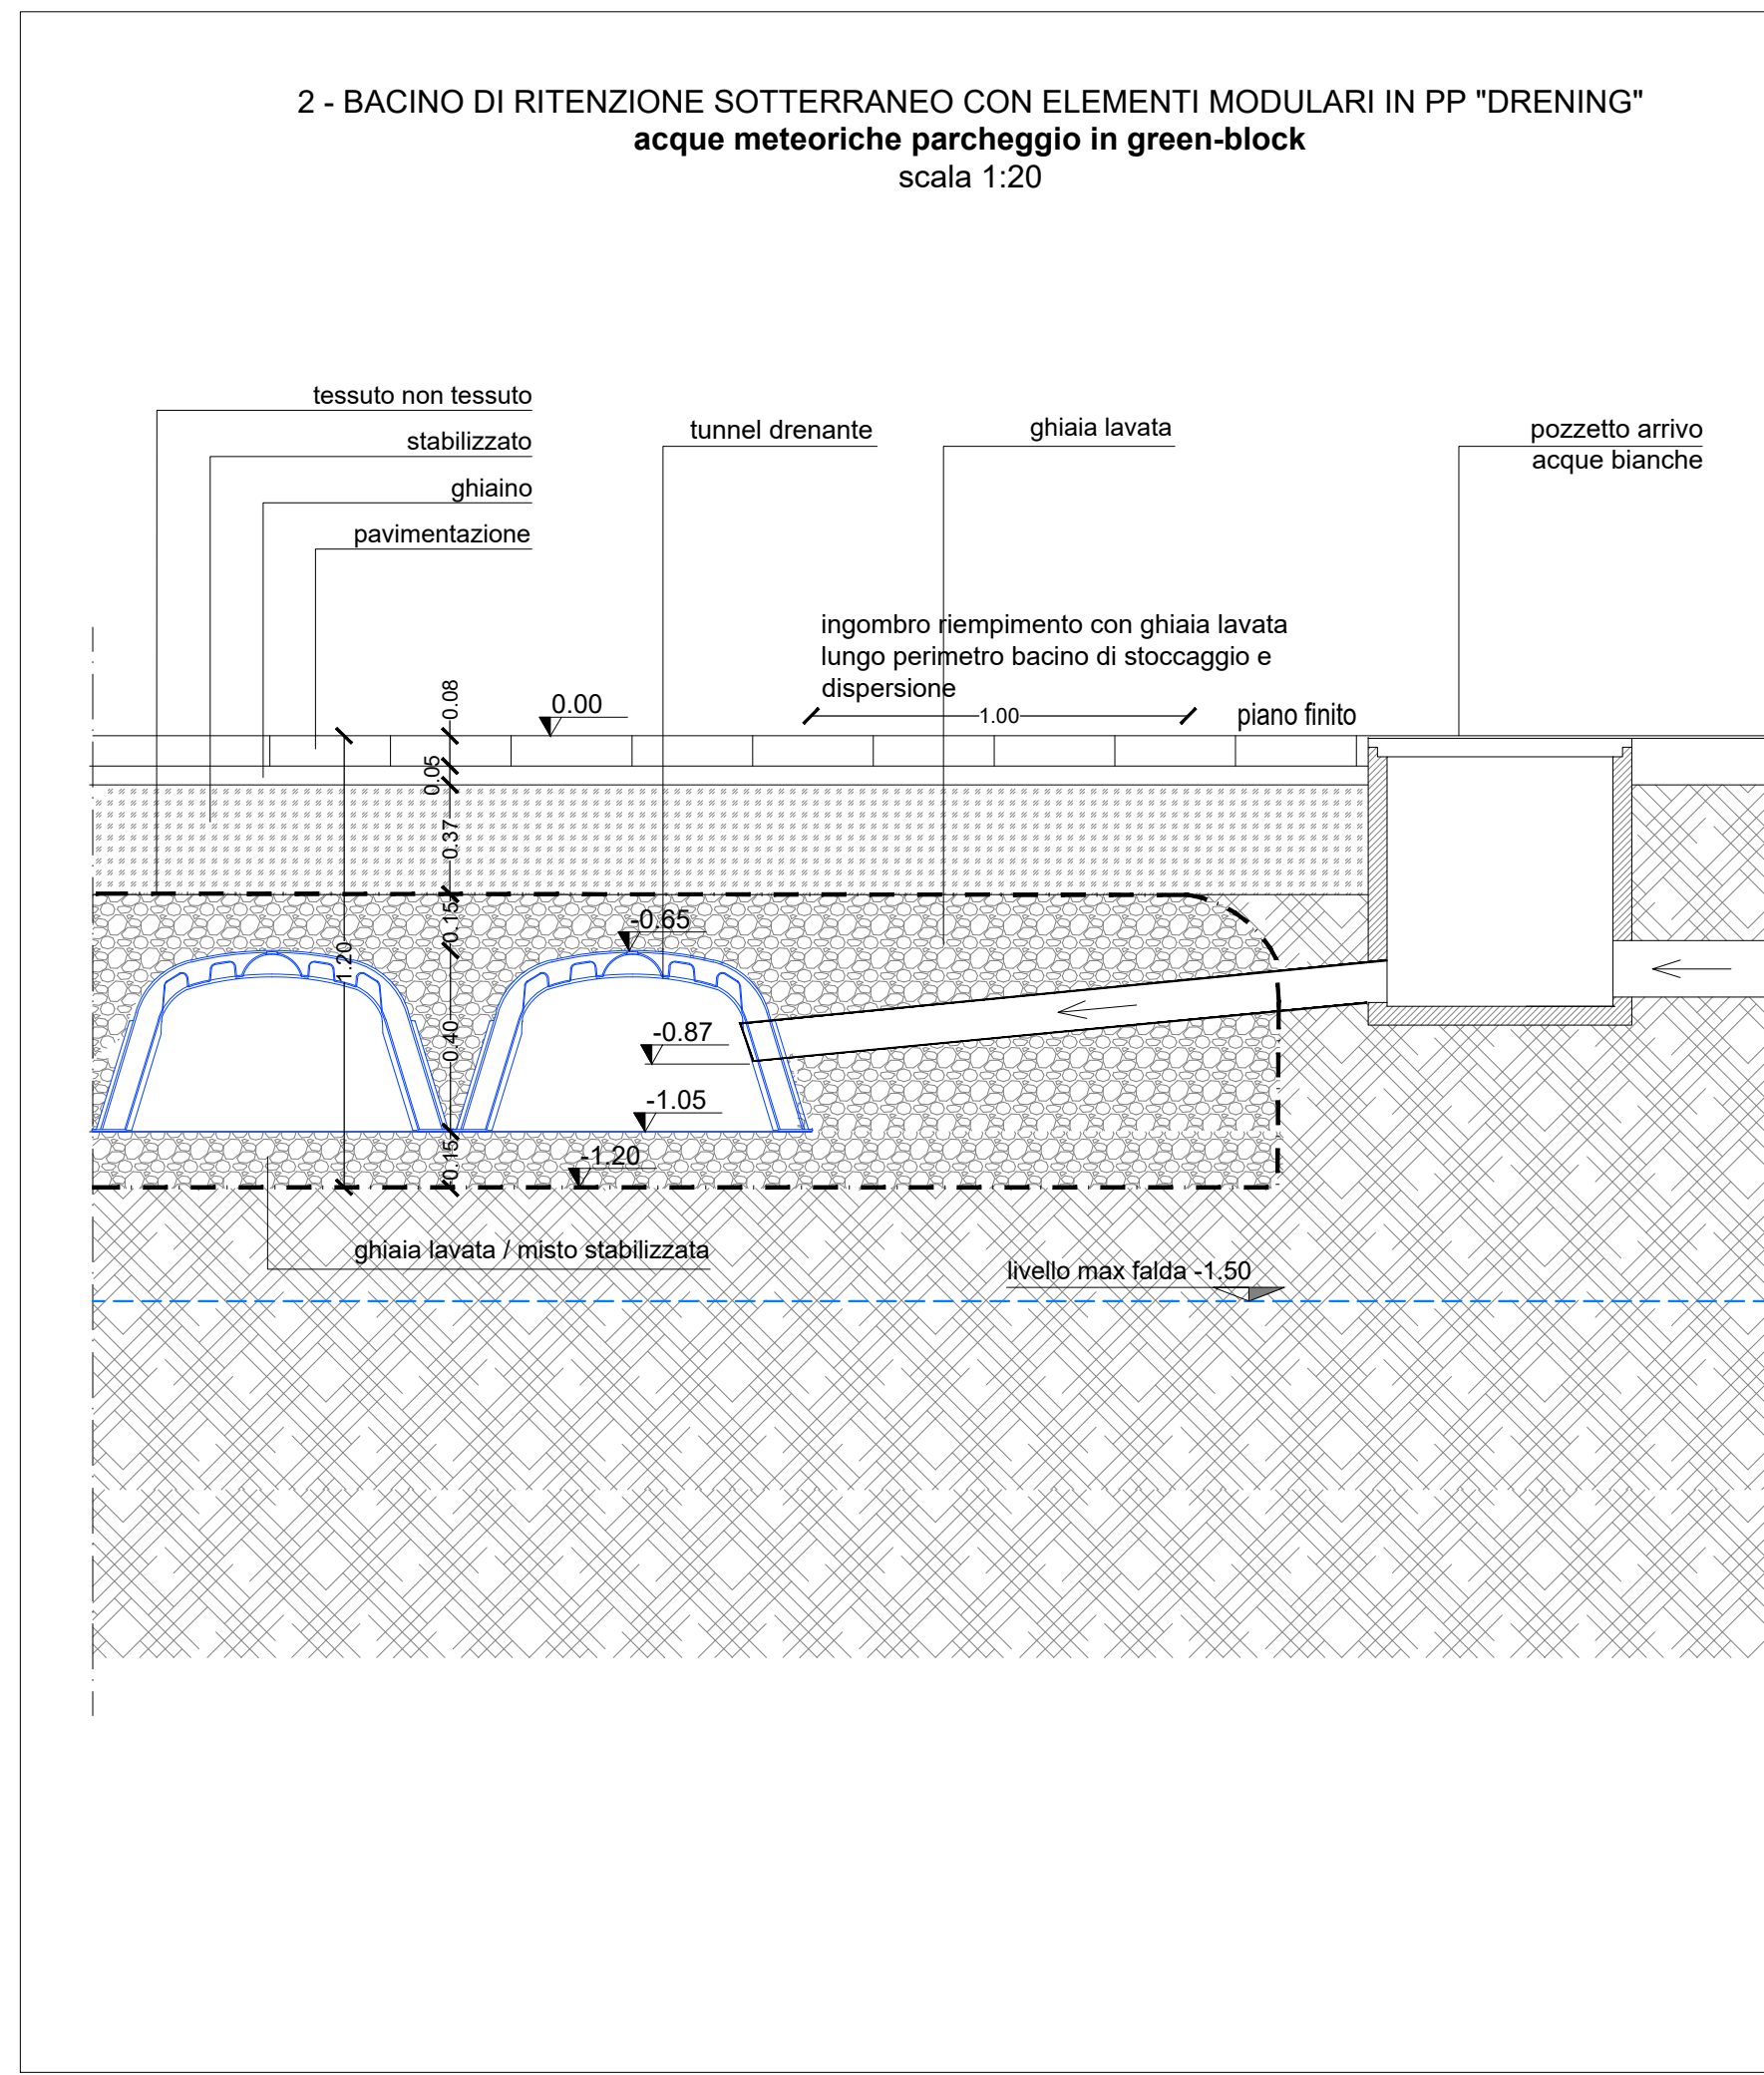 2 - BACINO DI RITENZIONE SOTTERRANEO CON ELEMENTI MODULARI IN PP "DRENING"
acque meteoriche parcheggio in green-block
scala 1:20
tessuto non tessuto
stabilizzato
ghiaino
pavimentazione
tunnel drenante
ghiaia lavata
pozzetto arrivo
acque bianche
ingombro riempimento con ghiaia lavata
lungo perimetro bacino di stoccaggio e
dispersione
1.00
piano finito
0.00
0.08
0.05
0.37
0.15
0.40
0.15
1.20
-0.65
-0.87
-1.05
-1.20
ghiaia lavata / misto stabilizzata
livello max falda -1.50